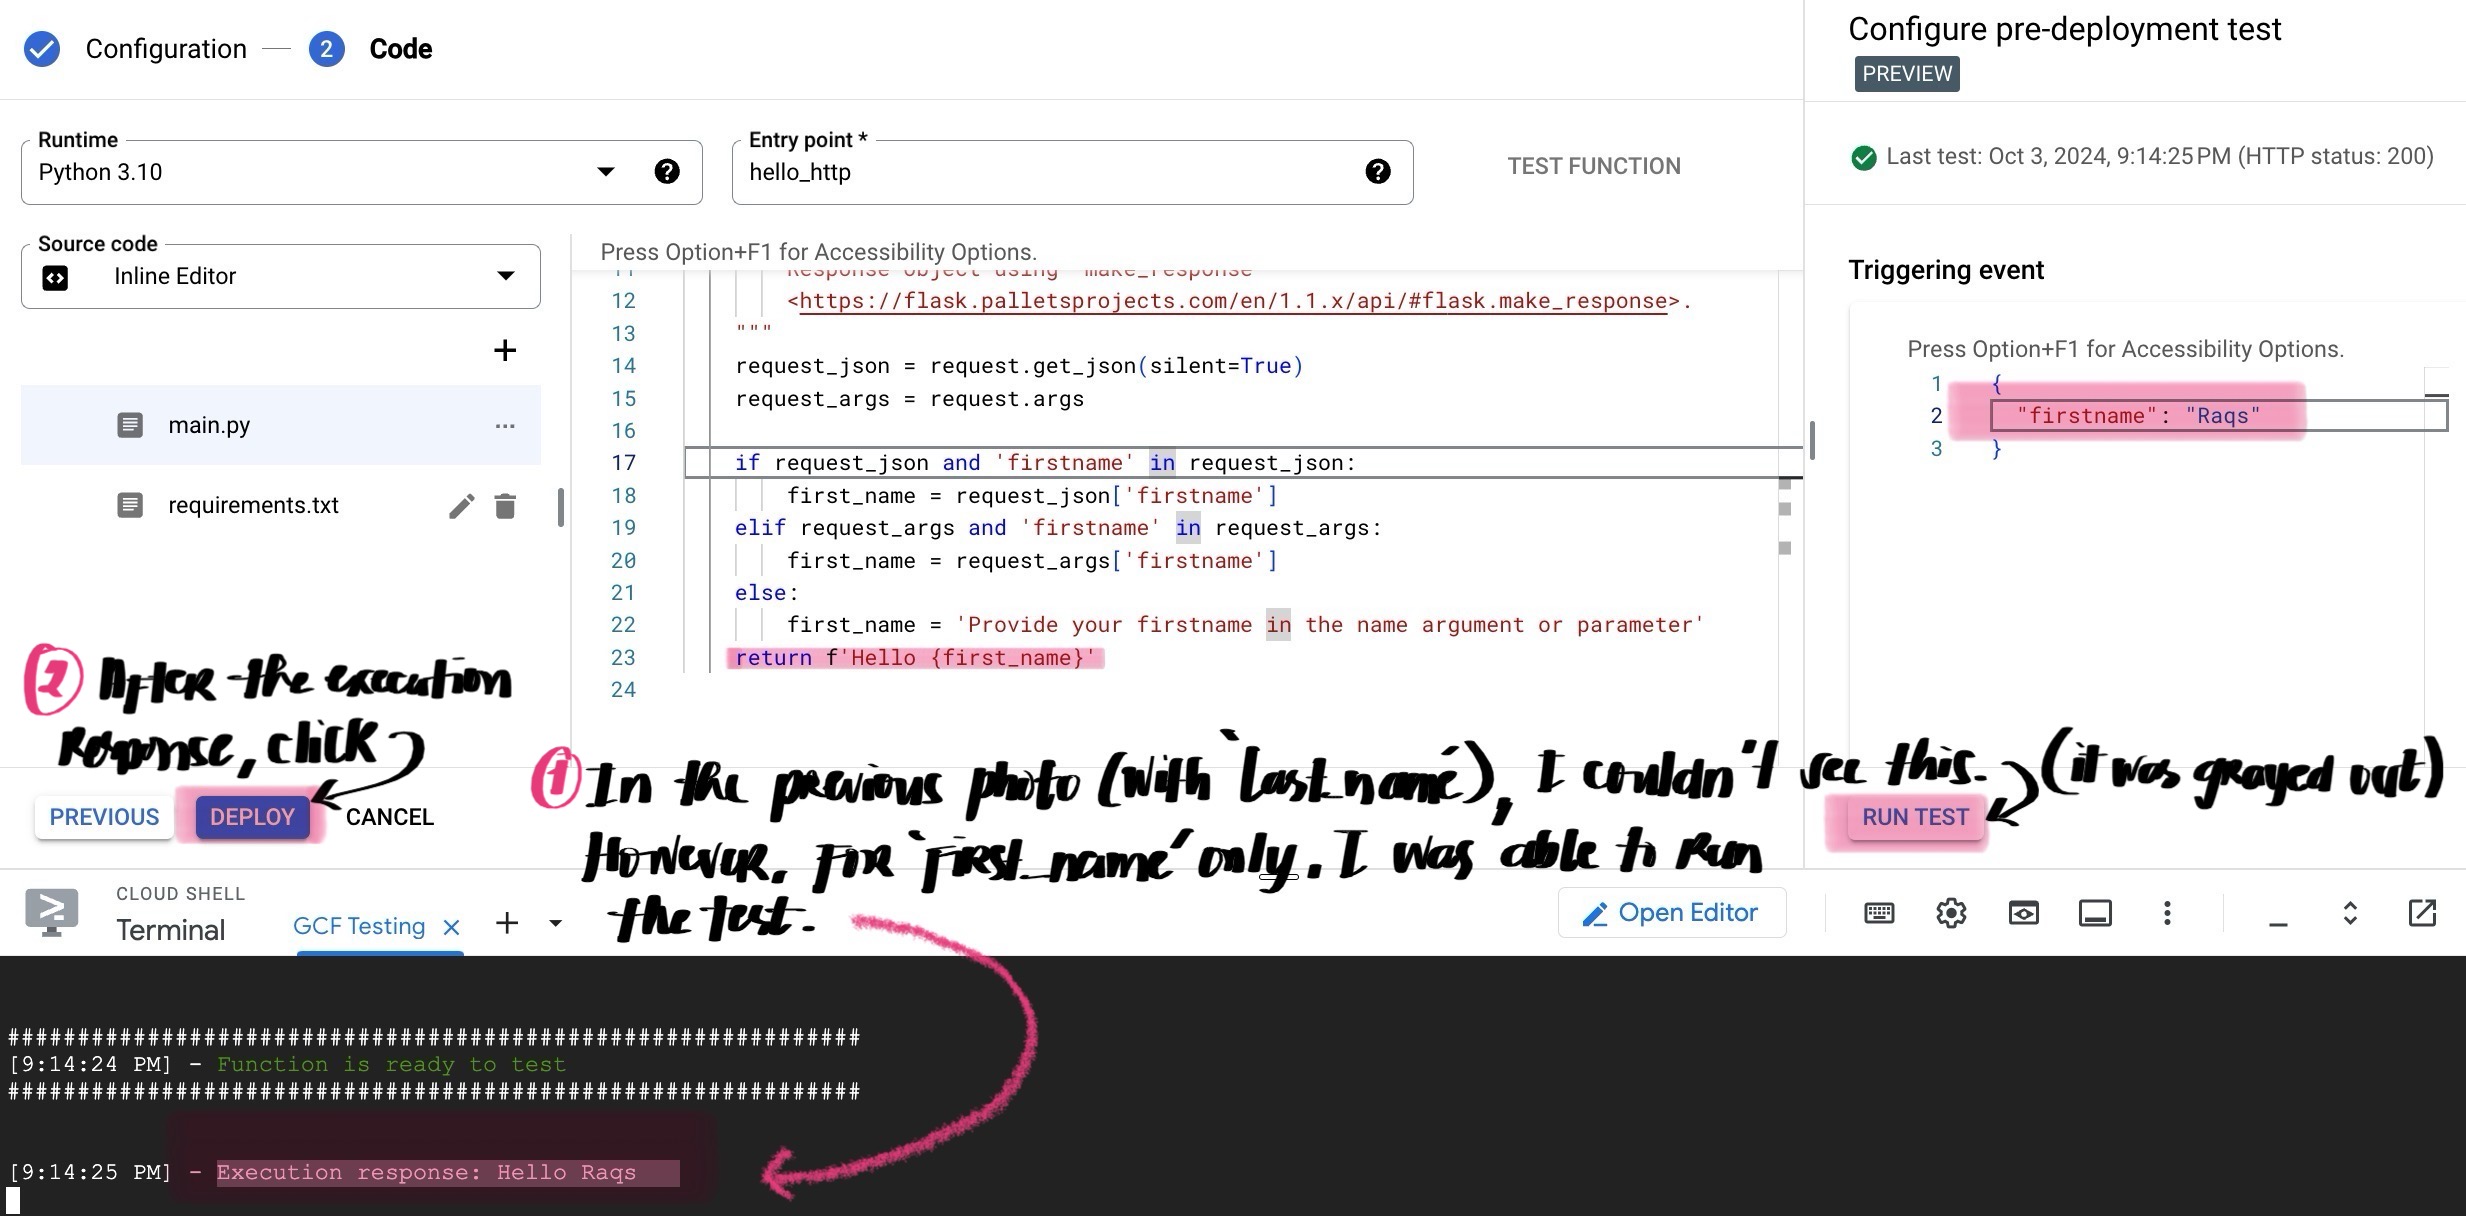 Configuration
2
Code
Configure pre-deployment test
PREVIEW
Runtime
Python 3.10
Entry point *
hello_http
TEST FUNCTION
Last test: Oct 3, 2024, 9:14:25 PM (HTTP status: 200)
Source code
Inline Editor
main.py
requirements.txt
Press Option+F1 for Accessibility Options.
11 Response object using `make_response`
12 <https://flask.palletsprojects.com/en/1.1.x/api/#flask.make_response>.
13 """
14 request_json = request.get_json(silent=True)
15 request_args = request.args
16
17 if request_json and 'firstname' in request_json:
18 first_name = request_json['firstname']
19 elif request_args and 'firstname' in request_args:
20 first_name = request_args['firstname']
21 else:
22 first_name = 'Provide your firstname in the name argument or parameter'
23 return f'Hello {first_name}'
24
Triggering event
Press Option+F1 for Accessibility Options.
1 {
2 "firstname": "Raqs"
3 }
2 After the execution
Response, click
PREVIOUS
DEPLOY
CANCEL
1 In the previous photo (with `last_name'), I couldn't see this. (it was grayed out)
However, for `first_name' only. I was able to run
the test.
RUN TEST
CLOUD SHELL
Terminal
GCF Testing
Open Editor
#############################################################
[9:14:24 PM] - Function is ready to test
#############################################################
[9:14:25 PM] - Execution response: Hello Raqs